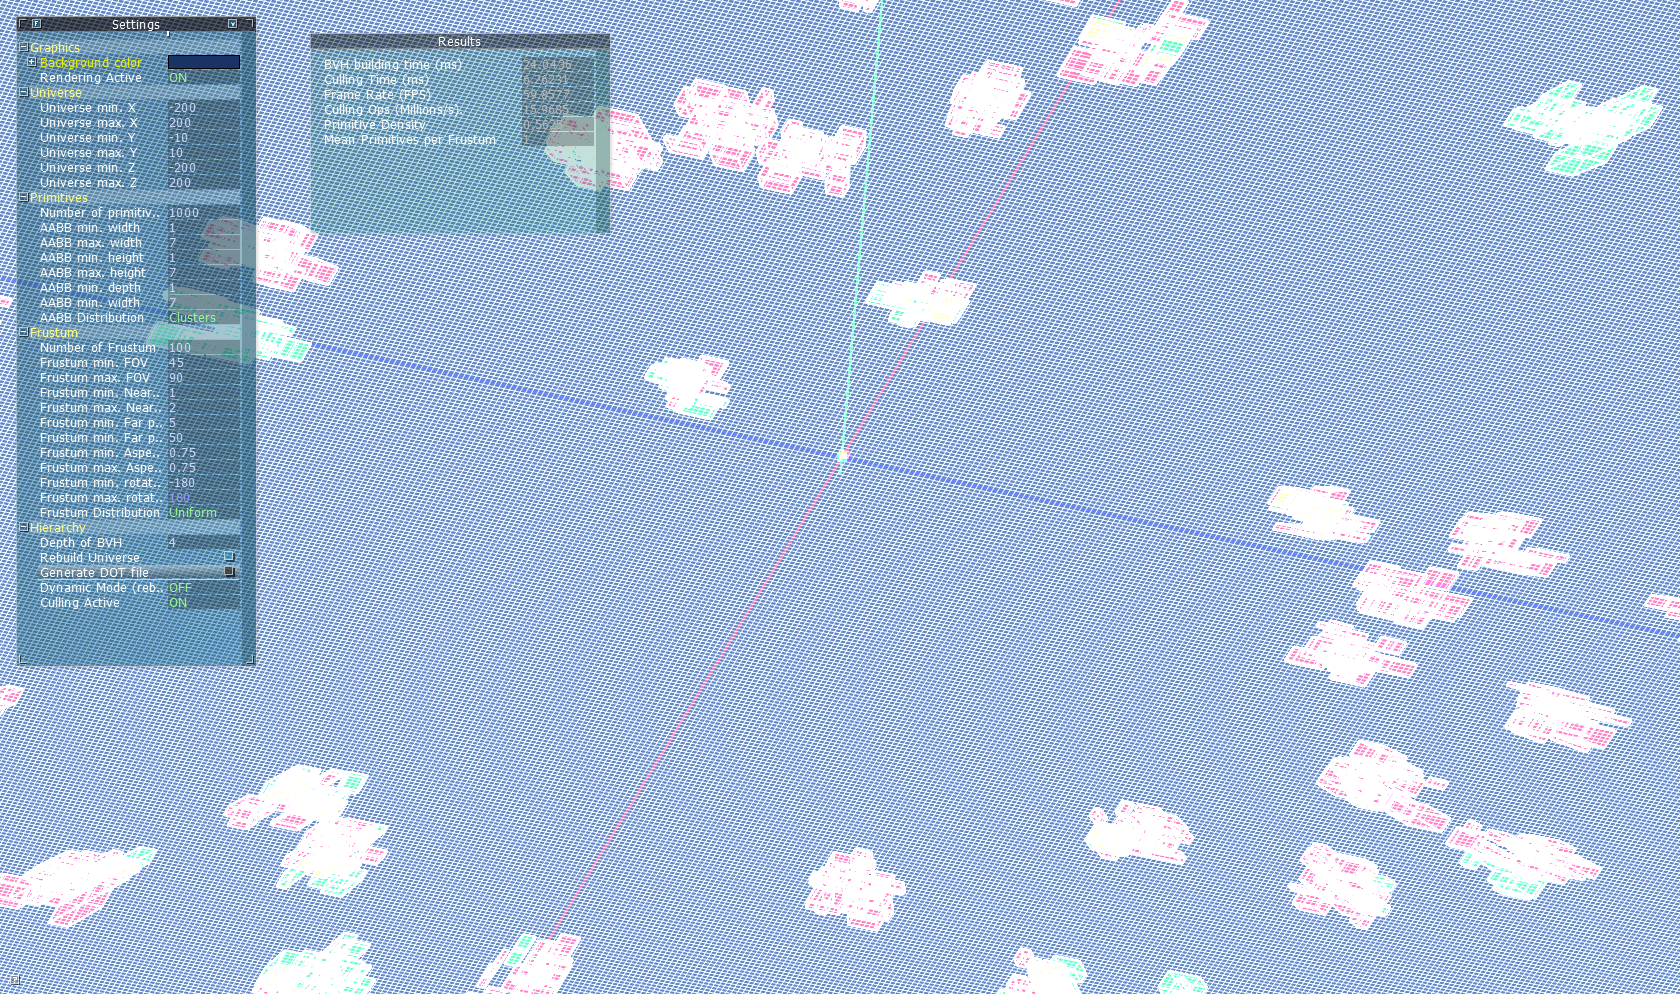 Settings
Graphics
Background color
Rendering Active ON
Universe
Universe min. X -200
Universe max. X 200
Universe min. Y -10
Universe max. Y 10
Universe min. Z -200
Universe max. Z 200
Primitives
Number of primitiv.. 1000
AABB min. width 1
AABB max. width 7
AABB min. height 1
AABB max. height 7
AABB min. depth 1
AABB min. width 7
AABB Distribution Clusters
Frustum
Number of Frustum 100
Frustum min. FOV 45
Frustum max. FOV 90
Frustum min. Near.. 1
Frustum max. Near.. 2
Frustum min. Far p.. 5
Frustum min. Far p.. 50
Frustum min. Aspe.. 0.75
Frustum max. Aspe.. 0.75
Frustum min. rotat.. -180
Frustum max. rotat.. 180
Frustum Distribution Uniform
Hierarchy
Depth of BVH 4
Rebuild Universe
Generate DOT file
Dynamic Mode (reb.. OFF
Culling Active ON
Results
BVH building time (ms)
Culling Time (ms)
Frame Rate (FPS)
Culling Ops (Millions/s).
Primitive Density
Mean Primitives per Frustum